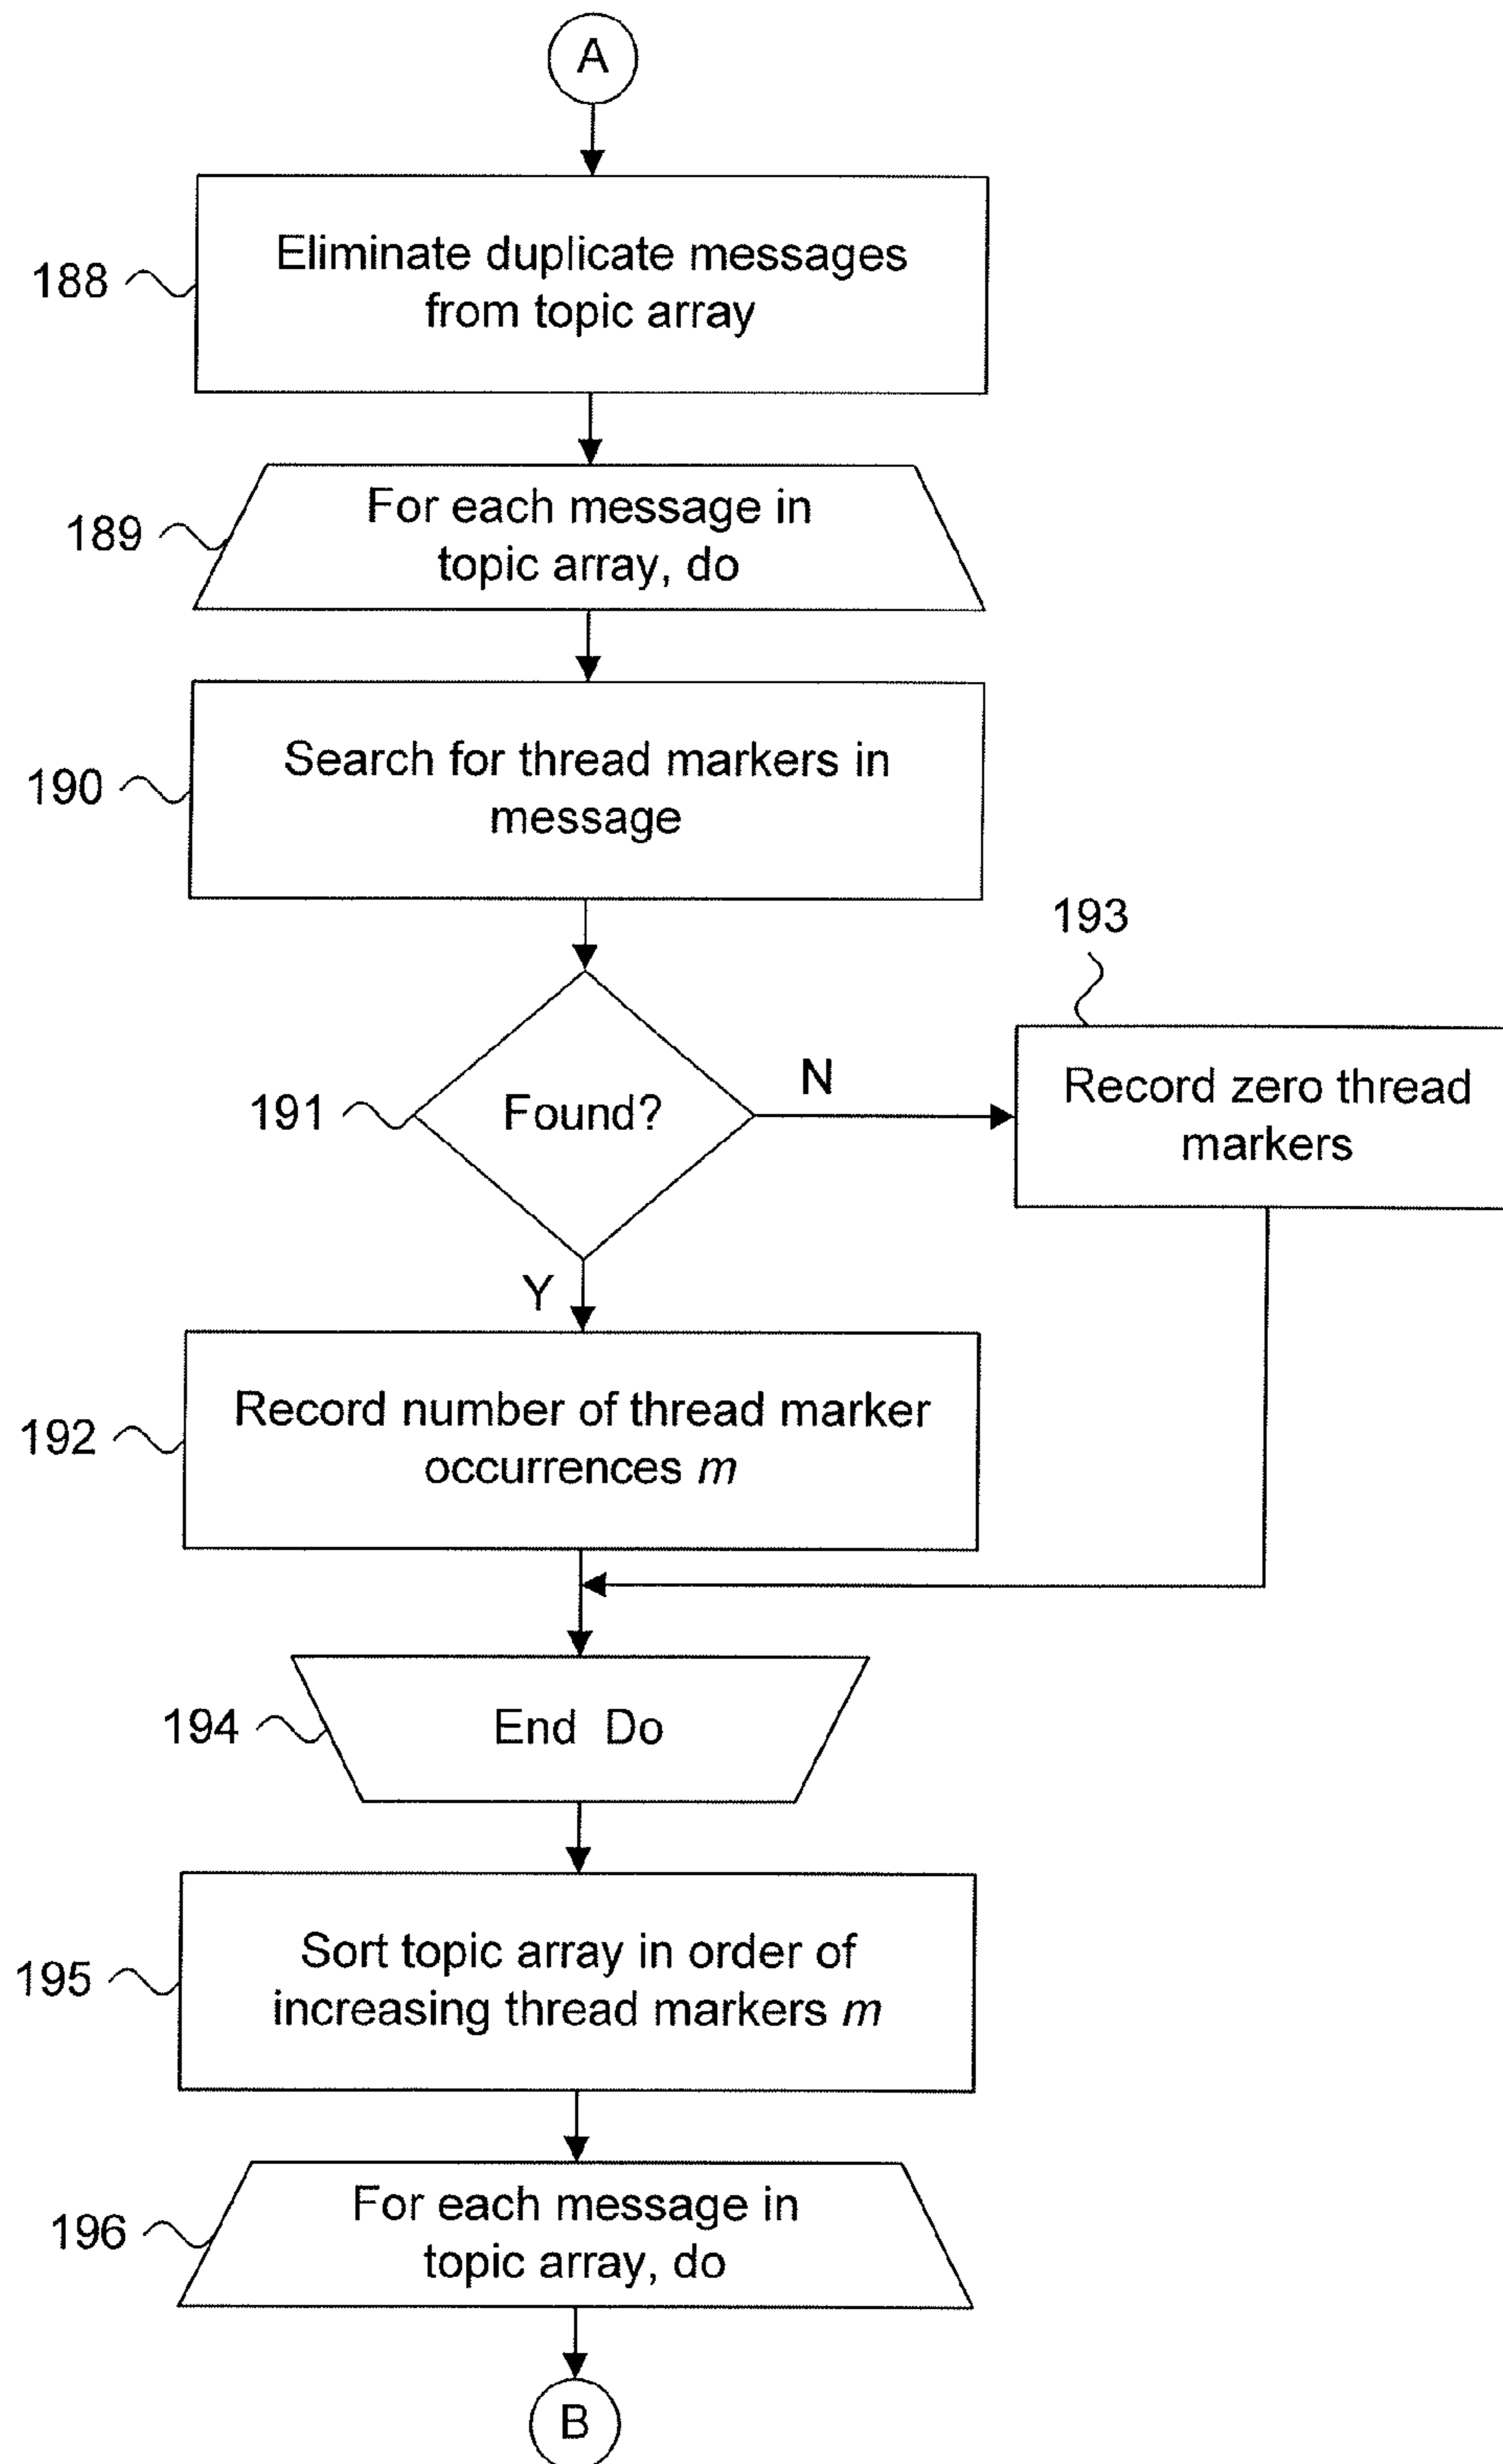 A
188
Eliminate duplicate messages
from topic array
189
For each message in
topic array, do
190
Search for thread markers in
message
191
Found?
N
193
Record zero thread
markers
Y
192
Record number of thread marker
occurrences m
194
End Do
195
Sort topic array in order of
increasing thread markers m
196
For each message in
topic array, do
B